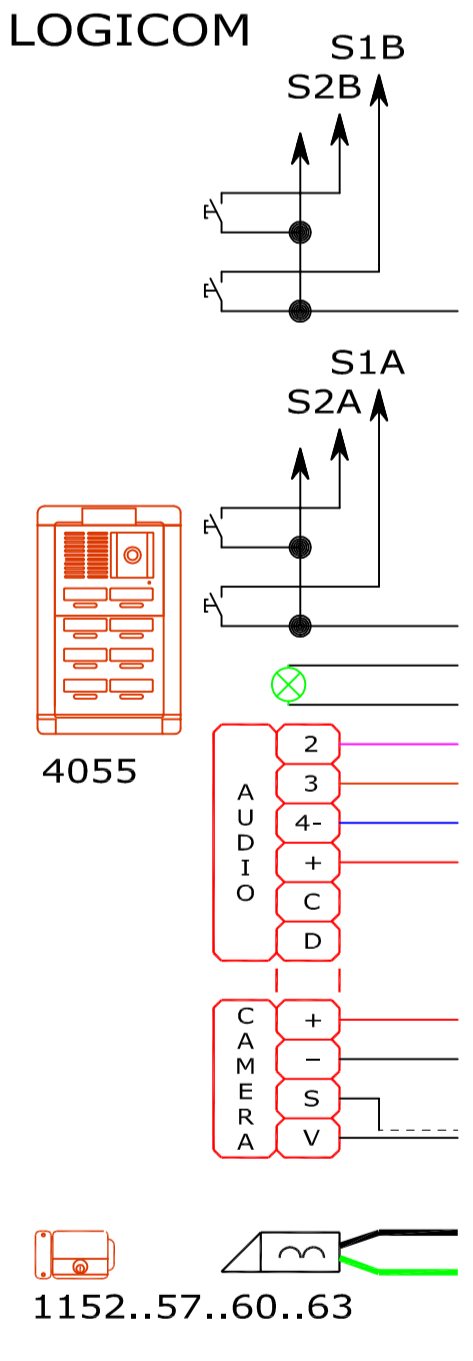 LOGICOM
S1B
S2B
S1A
S2A
4055
AUDIO
2
3
4-
+
C
D
CAMERA
+
−
S
V
1152..57..60..63